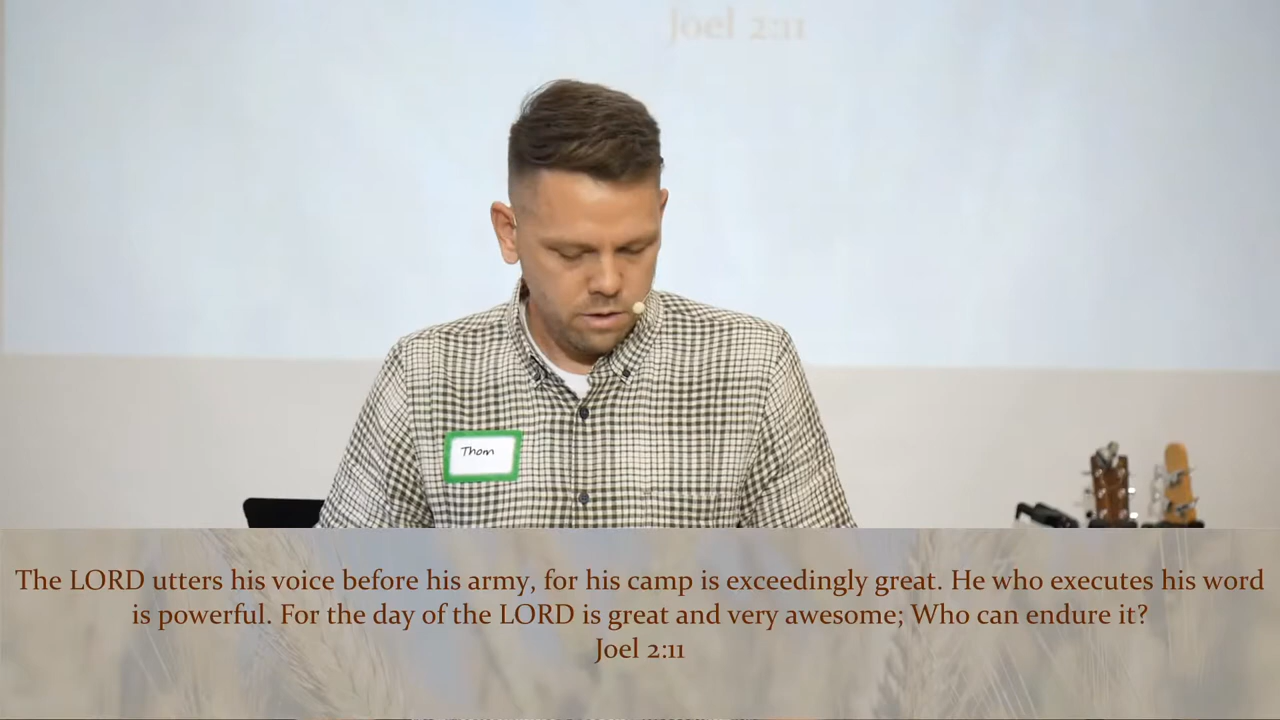 Joel 2:11
Thom
The LORD utters his voice before his army, for his camp is exceedingly great. He who executes his word
is powerful. For the day of the LORD is great and very awesome; Who can endure it?
Joel 2:11